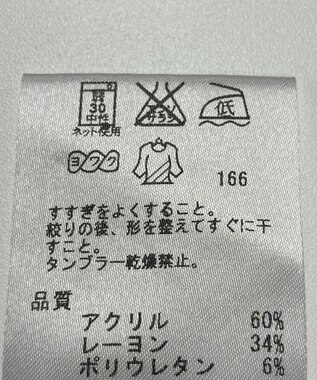 弱
30
中性
ネット使用
エンソ
サラシ
低
ヨワク
166
すすぎをよくすること。
絞りの後、形を整えてすぐに干
すこと。
タンブラー乾燥禁止。
品質
アクリル 60%
レーヨン 34%
ポリウレタン 6%